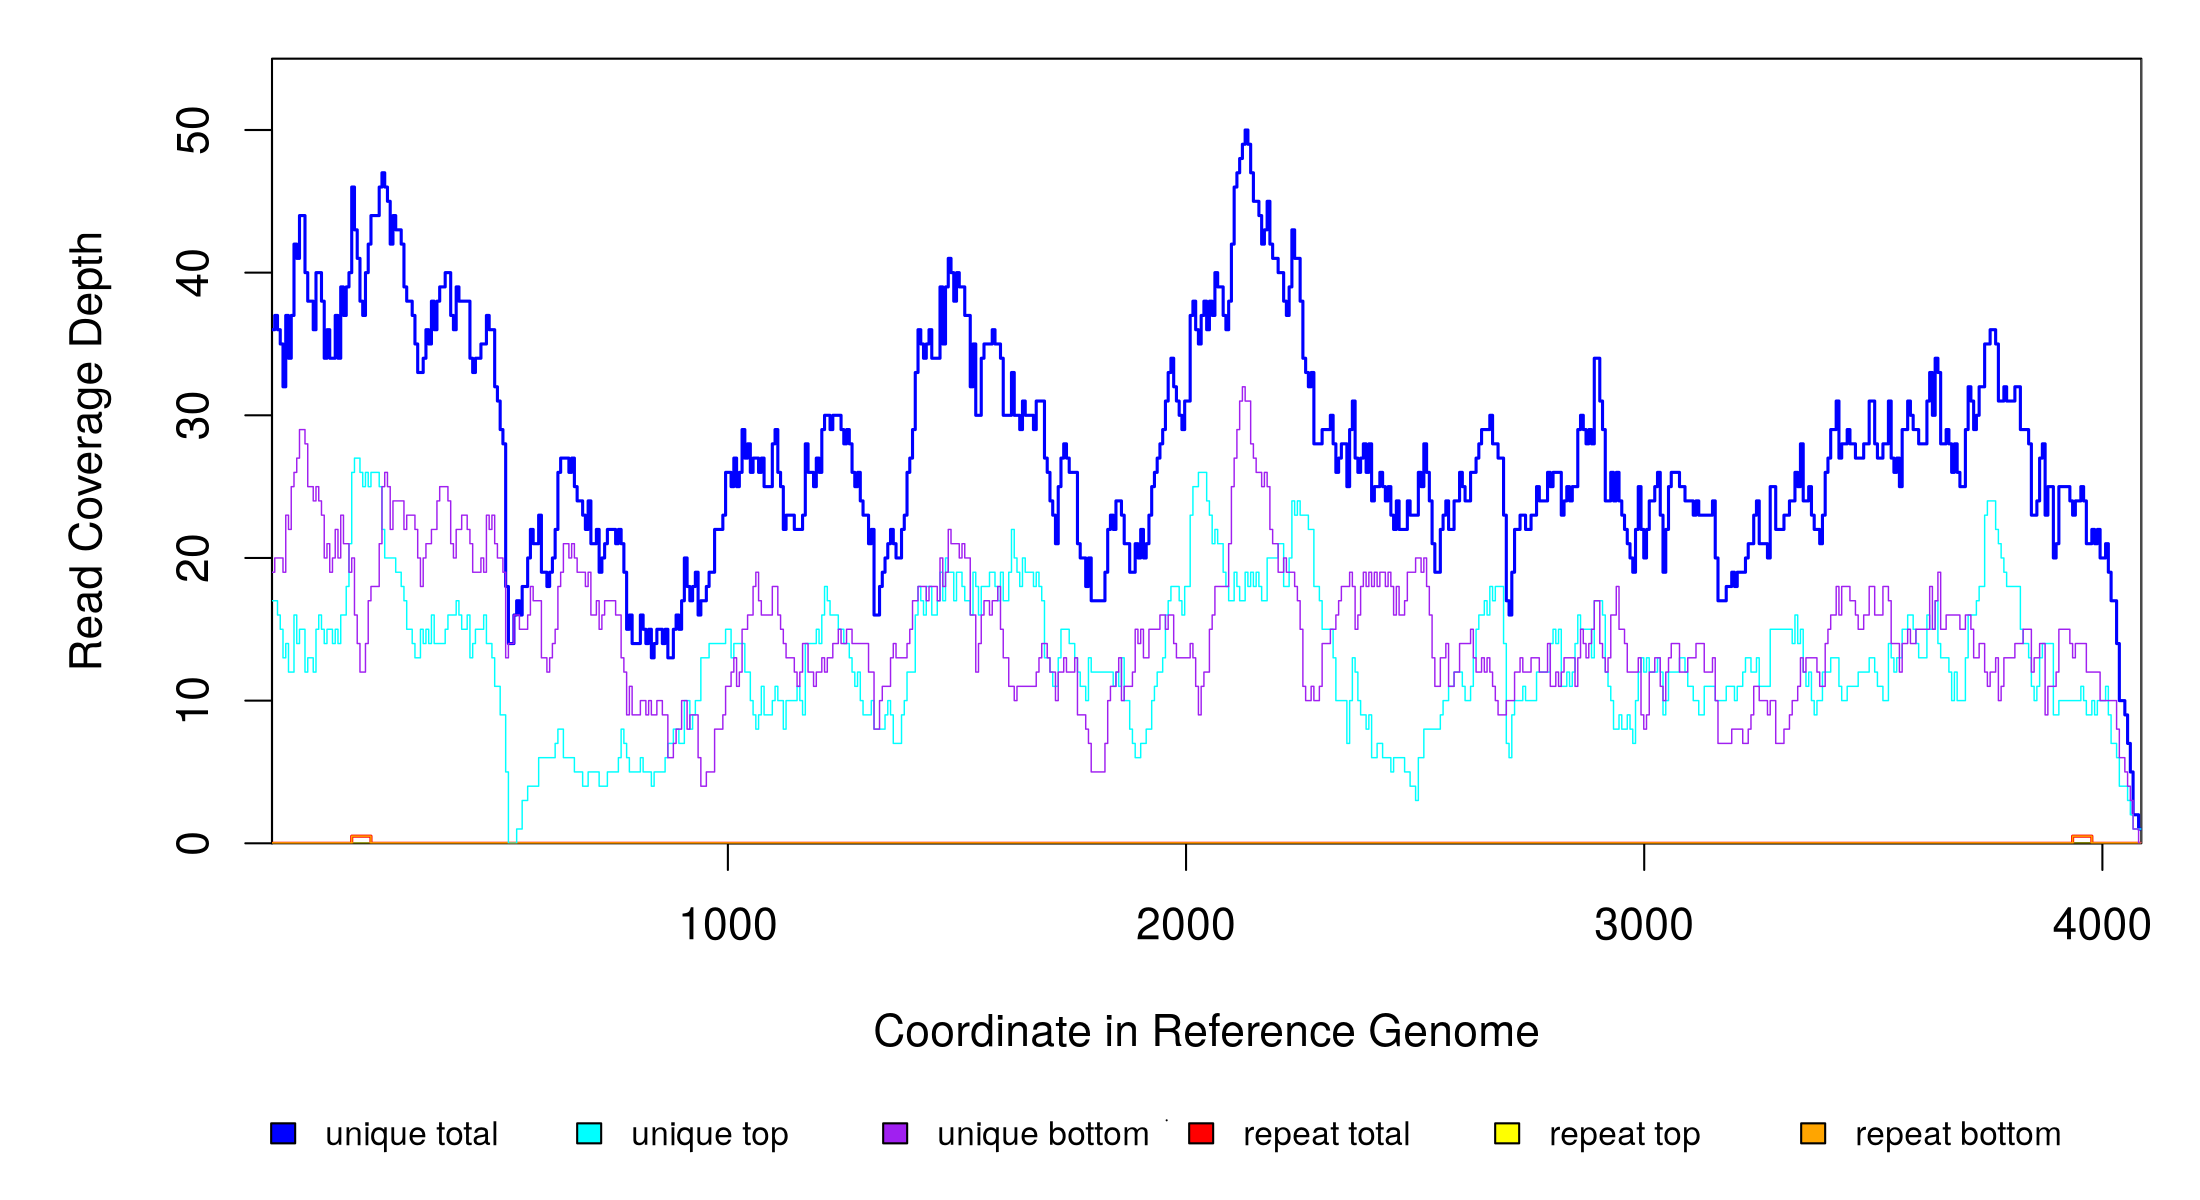 Read Coverage Depth
50
40
30
20
10
0
1000 2000 3000 4000
Coordinate in Reference Genome
unique total unique top unique bottom repeat total repeat top repeat bottom